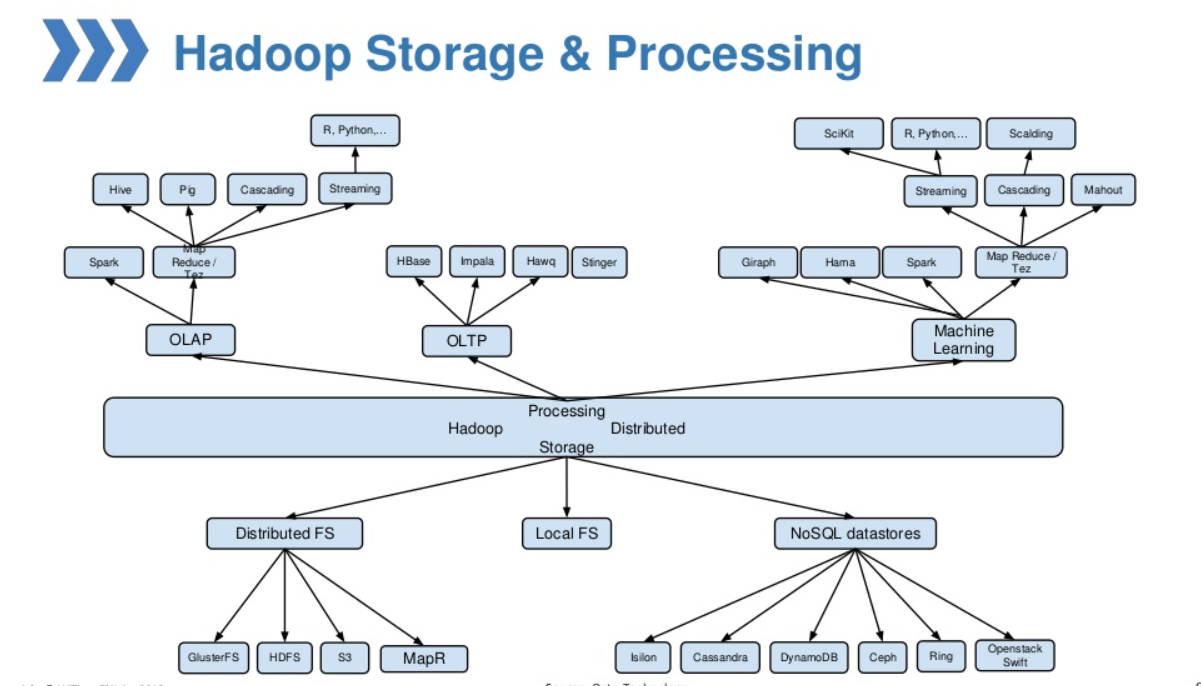 Hadoop Storage & Processing
R, Python,...
SciKit
R, Python,...
Scalding
Hive
Pig
Cascading
Streaming
Streaming
Cascading
Mahout
Spark
Map
Reduce /
Tez
HBase
Impala
Hawq
Stinger
Giraph
Hama
Spark
Map Reduce /
Tez
OLAP
OLTP
Machine
Learning
Processing
Hadoop Distributed
Storage
Distributed FS
Local FS
NoSQL datastores
GlusterFS
HDFS
S3
MapR
Isilon
Cassandra
DynamoDB
Ceph
Ring
Openstack
Swift